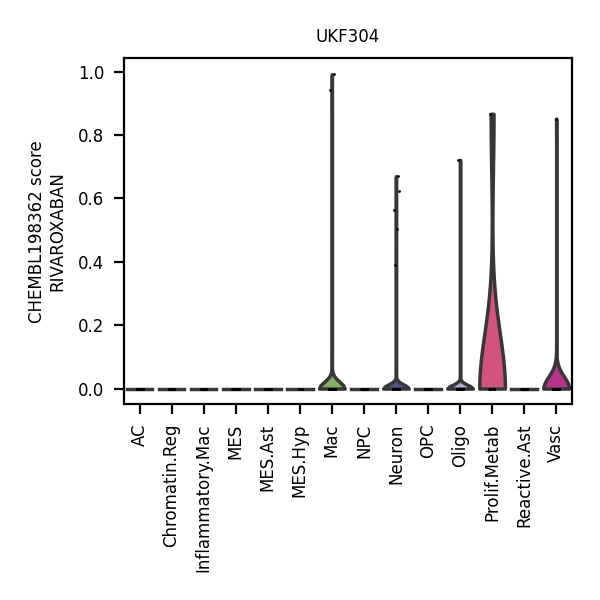 UKF304
CHEMBL198362 score
RIVAROXABAN
1.0
0.8
0.6
0.4
0.2
0.0
AC
Chromatin.Reg
Inflammatory.Mac
MES
MES.Ast
MES.Hyp
Mac
NPC
Neuron
OPC
Oligo
Prolif.Metab
Reactive.Ast
Vasc